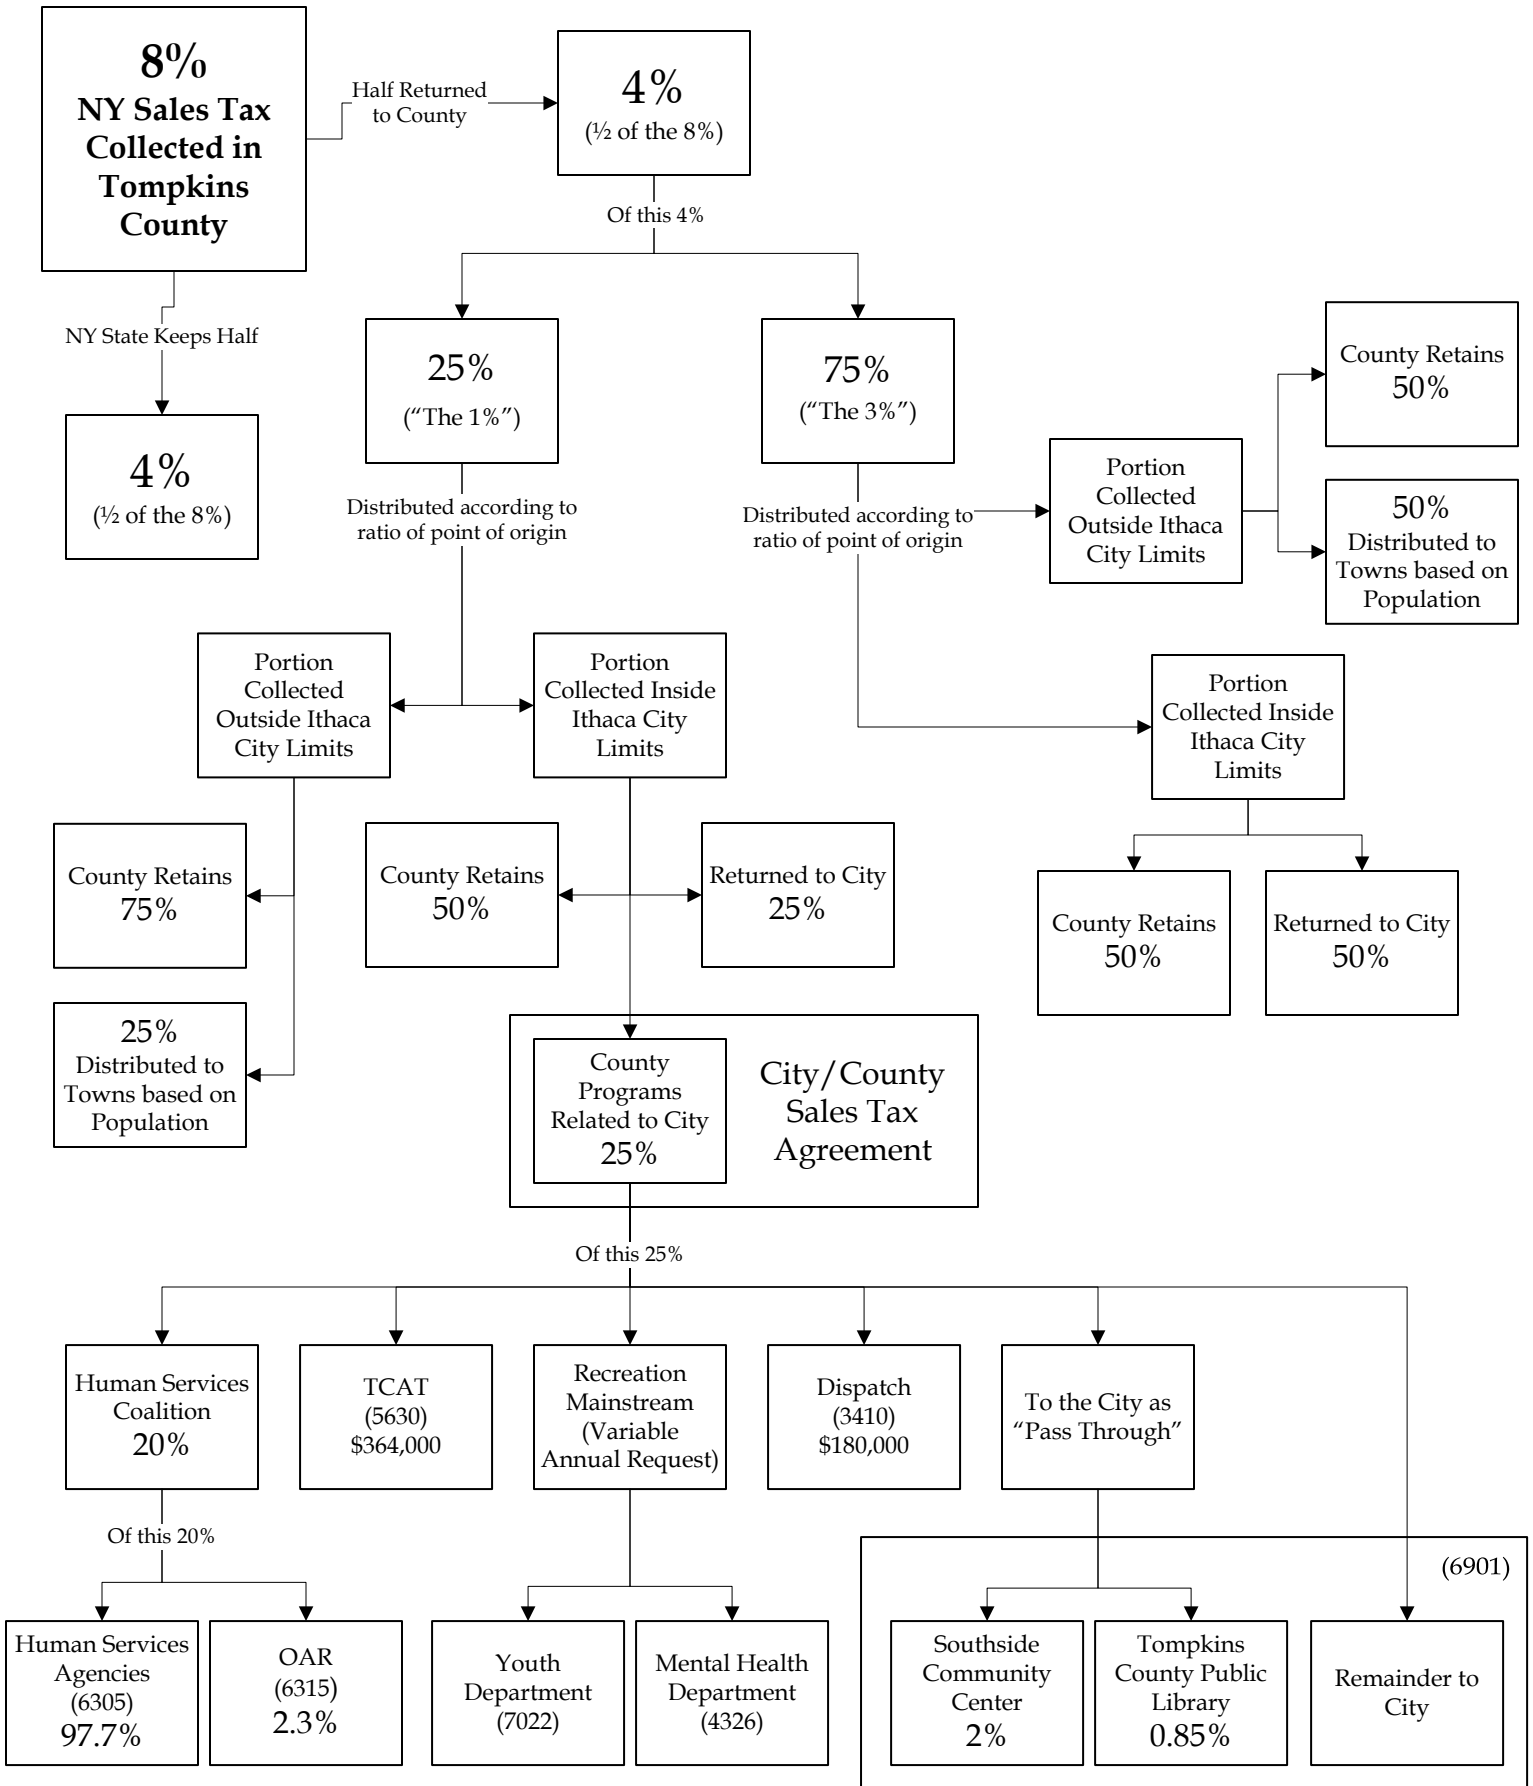 8%
NY Sales Tax
Collected in
Tompkins
County
Half Returned
to County
4%
(½ of the 8%)
Of this 4%
NY State Keeps Half
4%
(½ of the 8%)
25%
(“The 1%”)
75%
(“The 3%”)
Distributed according to
ratio of point of origin
Distributed according to
ratio of point of origin
Portion
Collected
Outside Ithaca
City Limits
County Retains
50%
50%
Distributed to
Towns based on
Population
Portion
Collected
Outside Ithaca
City Limits
Portion
Collected Inside
Ithaca City
Limits
Portion
Collected Inside
Ithaca City
Limits
County Retains
75%
County Retains
50%
Returned to City
25%
County Retains
50%
Returned to City
50%
25%
Distributed to
Towns based on
Population
County
Programs
Related to City
25%
City/County
Sales Tax
Agreement
Of this 25%
Human Services
Coalition
20%
TCAT
(5630)
$364,000
Recreation
Mainstream
(Variable
Annual Request)
Dispatch
(3410)
$180,000
To the City as
“Pass Through”
Of this 20%
(6901)
Human Services
Agencies
(6305)
97.7%
OAR
(6315)
2.3%
Youth
Department
(7022)
Mental Health
Department
(4326)
Southside
Community
Center
2%
Tompkins
County Public
Library
0.85%
Remainder to
City